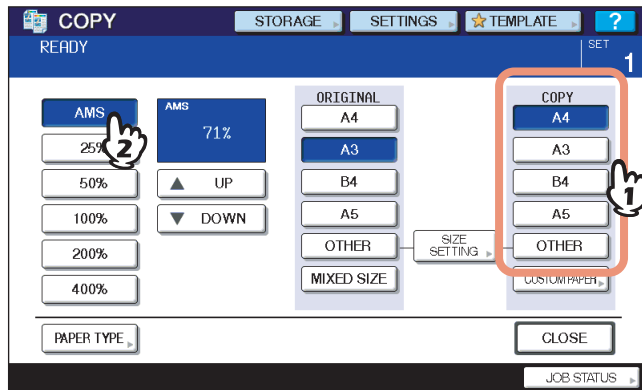 COPY STORAGE SETTINGS TEMPLATE ?
READY SET 1
AMS
25%
50%
100%
200%
400%
AMS
71%
UP
DOWN
ORIGINAL
A4
A3
B4
A5
OTHER
MIXED SIZE
SIZE
SETTING
COPY
A4
A3
B4
A5
OTHER
CUSTOM PAPER
2
1
PAPER TYPE
CLOSE
JOB STATUS